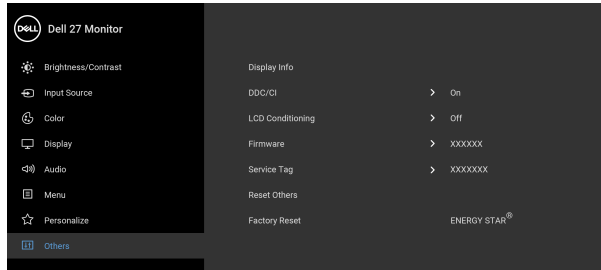 DELL Dell 27 Monitor
Brightness/Contrast
Input Source
Color
Display
Audio
Menu
Personalize
Others
Display Info
DDC/CI > On
LCD Conditioning > Off
Firmware > XXXXXX
Service Tag > XXXXXXX
Reset Others
Factory Reset ENERGY STAR®